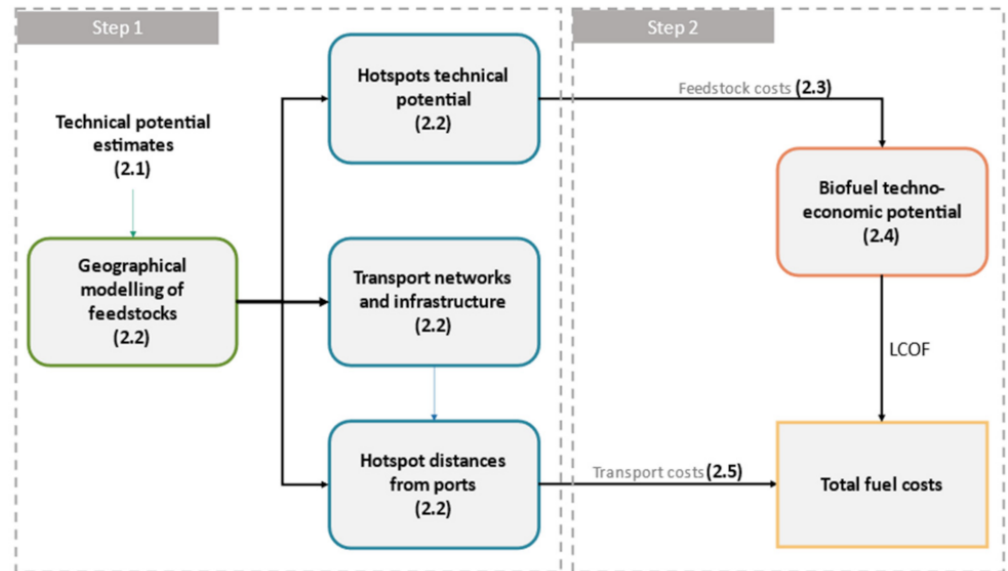 Step 1
Technical potential
estimates
(2.1)
Geographical
modelling of
feedstocks
(2.2)
Hotspots technical
potential
(2.2)
Transport networks
and infrastructure
(2.2)
Hotspot distances
from ports
(2.2)
Step 2
Feedstock costs (2.3)
Biofuel techno-
economic potential
(2.4)
LCOF
Transport costs (2.5)
Total fuel costs